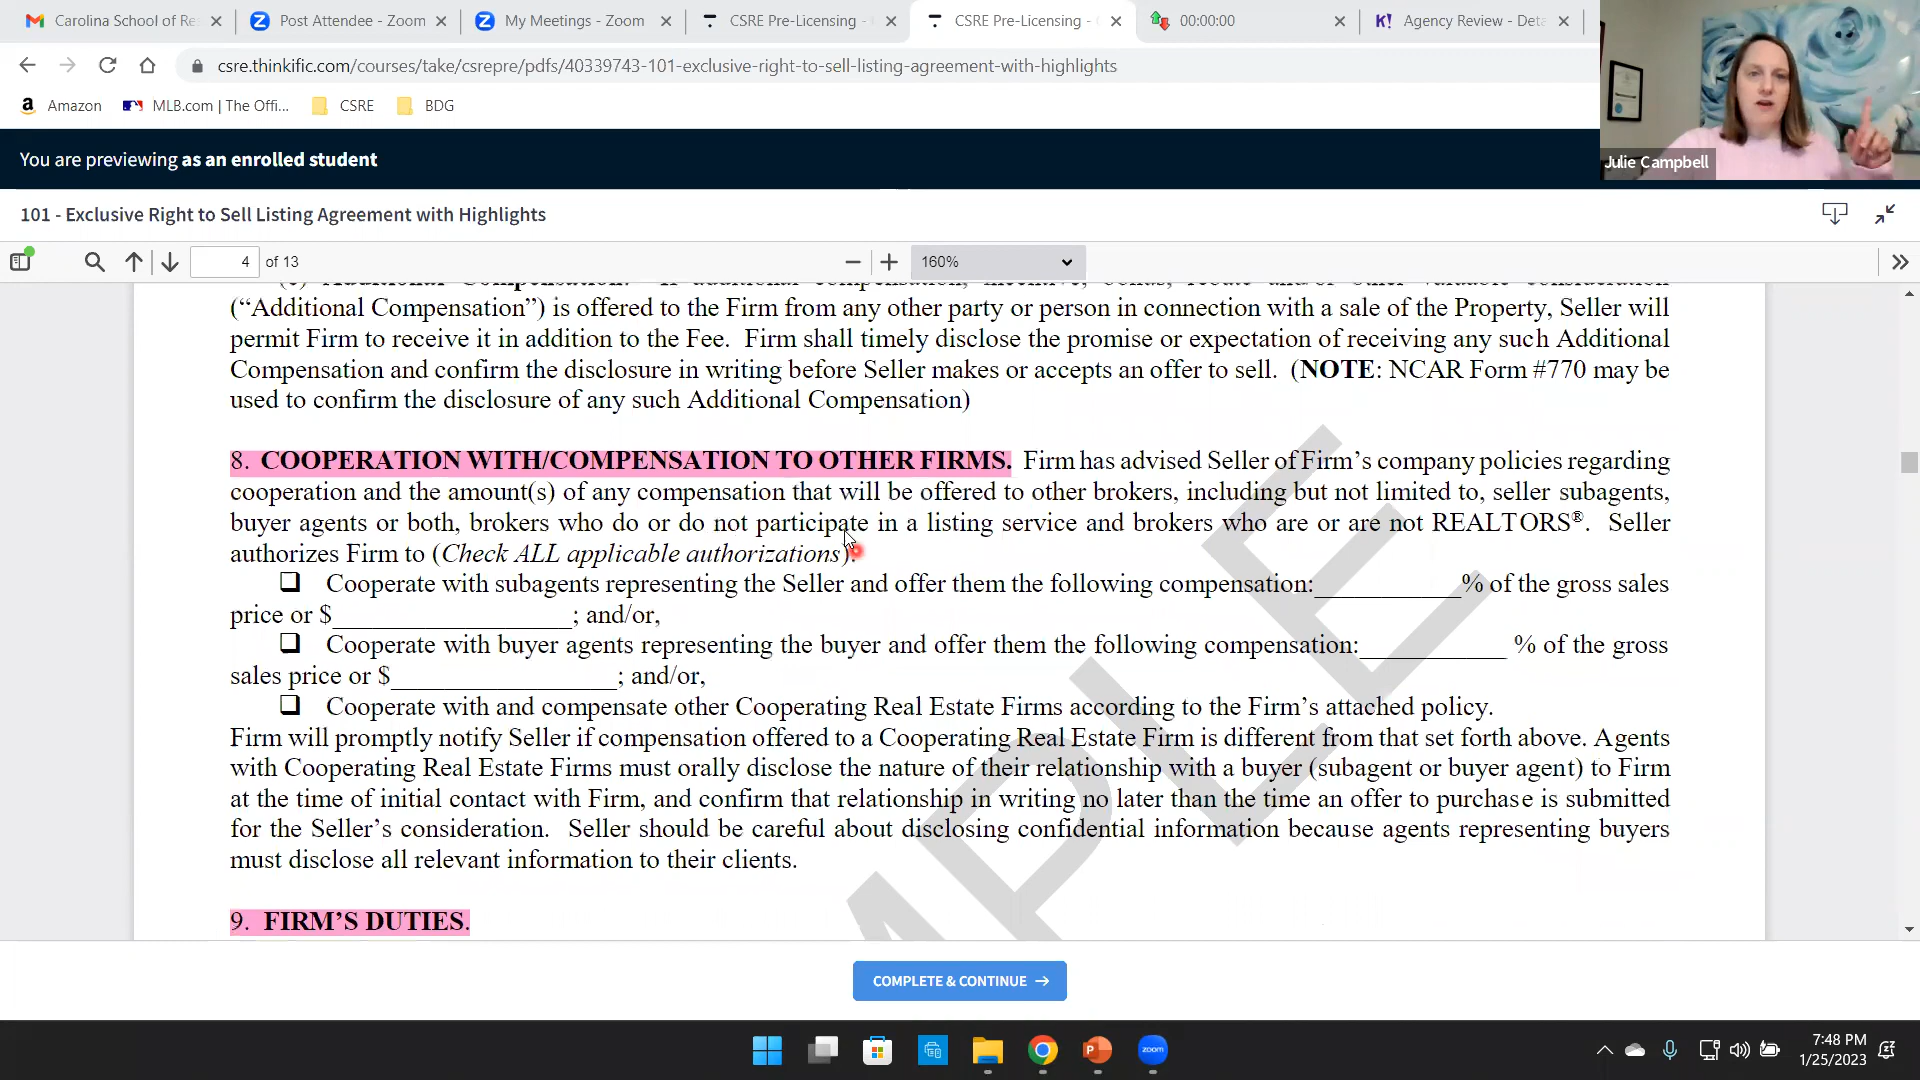 Carolina School of Re
Post Attendee - Zoom
My Meetings - Zoom
CSRE Pre-Licensing -
CSRE Pre-Licensing -
00:00:00
K! Agency Review - Deta
csre.thinkific.com/courses/take/csrepre/pdfs/40339743-101-exclusive-right-to-sell-listing-agreement-with-highlights
Amazon
MLB.com | The Offi...
CSRE
BDG
You are previewing as an enrolled student
Julie Campbell
101 - Exclusive Right to Sell Listing Agreement with Highlights
4 of 13
160%
Additional Compensation
("Additional Compensation") is offered to the Firm from any other party or person in connection with a sale of the Property, Seller will
permit Firm to receive it in addition to the Fee. Firm shall timely disclose the promise or expectation of receiving any such Additional
Compensation and confirm the disclosure in writing before Seller makes or accepts an offer to sell. (NOTE: NCAR Form #770 may be
used to confirm the disclosure of any such Additional Compensation)
8. COOPERATION WITH/COMPENSATION TO OTHER FIRMS. Firm has advised Seller of Firm's company policies regarding
cooperation and the amount(s) of any compensation that will be offered to other brokers, including but not limited to, seller subagents,
buyer agents or both, brokers who do or do not participate in a listing service and brokers who are or are not REALTORS®. Seller
authorizes Firm to (Check ALL applicable authorizations):
❑ Cooperate with subagents representing the Seller and offer them the following compensation:___________% of the gross sales
price or $__________________; and/or,
❑ Cooperate with buyer agents representing the buyer and offer them the following compensation:___________ % of the gross
sales price or $_________________; and/or,
❑ Cooperate with and compensate other Cooperating Real Estate Firms according to the Firm's attached policy.
Firm will promptly notify Seller if compensation offered to a Cooperating Real Estate Firm is different from that set forth above. Agents
with Cooperating Real Estate Firms must orally disclose the nature of their relationship with a buyer (subagent or buyer agent) to Firm
at the time of initial contact with Firm, and confirm that relationship in writing no later than the time an offer to purchase is submitted
for the Seller's consideration. Seller should be careful about disclosing confidential information because agents representing buyers
must disclose all relevant information to their clients.
9. FIRM'S DUTIES.
MPLE
COMPLETE & CONTINUE →
zoom
7:48 PM
1/25/2023